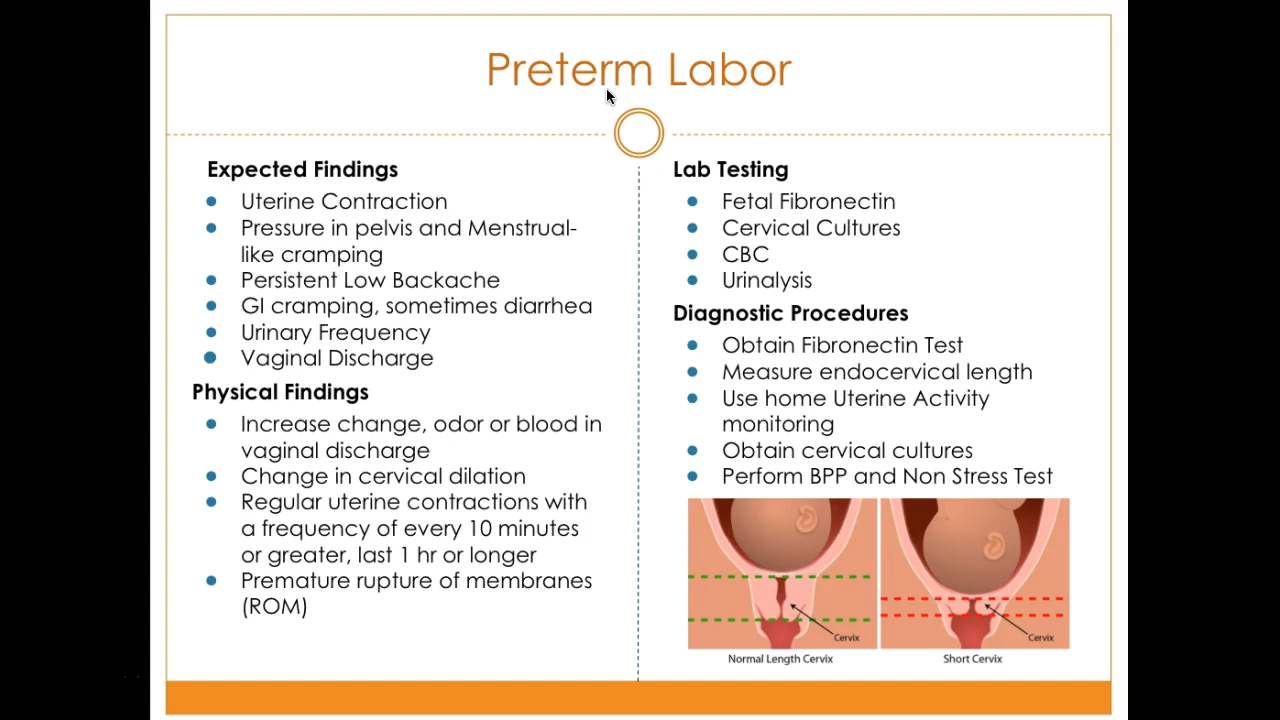 Preterm Labor
Expected Findings
Uterine Contraction
Pressure in pelvis and Menstrual-
like cramping
Persistent Low Backache
GI cramping, sometimes diarrhea
Urinary Frequency
Vaginal Discharge
Physical Findings
Increase change, odor or blood in
vaginal discharge
Change in cervical dilation
Regular uterine contractions with
a frequency of every 10 minutes
or greater, last 1 hr or longer
Premature rupture of membranes
(ROM)
Lab Testing
Fetal Fibronectin
Cervical Cultures
CBC
Urinalysis
Diagnostic Procedures
Obtain Fibronectin Test
Measure endocervical length
Use home Uterine Activity
monitoring
Obtain cervical cultures
Perform BPP and Non Stress Test
Cervix
Cervix
Normal Length Cervix
Short Cervix